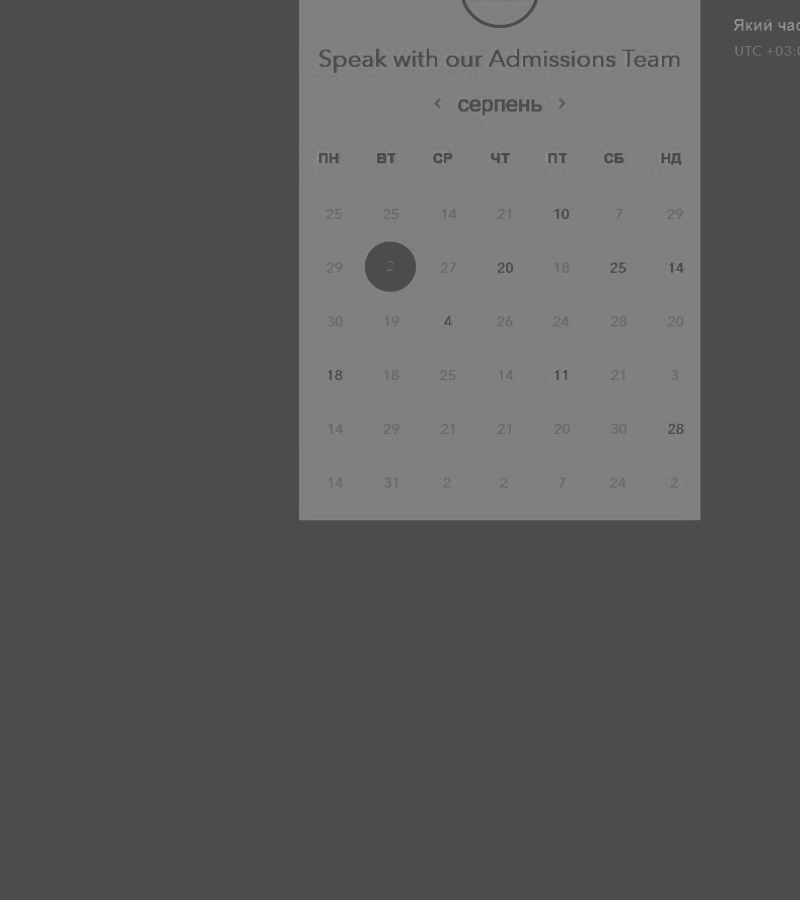 Який час
UTC +03:0
Speak with our Admissions Team
< серпень >
ПН ВТ СР ЧТ ПТ СБ НД
25 25 14 21 10 7 29
29 2 27 20 18 25 14
30 19 4 26 24 28 20
18 18 25 14 11 21 3
14 29 21 21 20 30 28
14 31 2 2 7 24 2